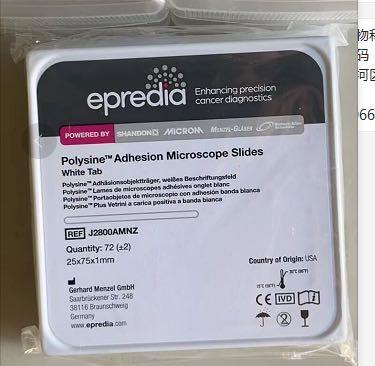 epredia
Enhancing precision
cancer diagnostics
POWERED BY SHANDON MICROM MENZEL-GLÄSER
Polysine™ Adhesion Microscope Slides
White Tab
Polysine™ Adhäsionsobjektträger, weißes Beschriftungsfeld
Polysine™ Lames de microscopes adhésives onglet blanc
Polysine™ Portaobjetos de microscopio con adhesión banda blanca
Polysine™ Plus Vetrini a carica positiva a banda bianca
REF J2800AMNZ
Quantity: 72 (±2)
25x75x1mm
Country of Origin: USA
Gerhard Menzel GmbH
Saarbrückener Str. 248
38116 Braunschweig
Germany
www.epredia.com
CE IVD
码
66